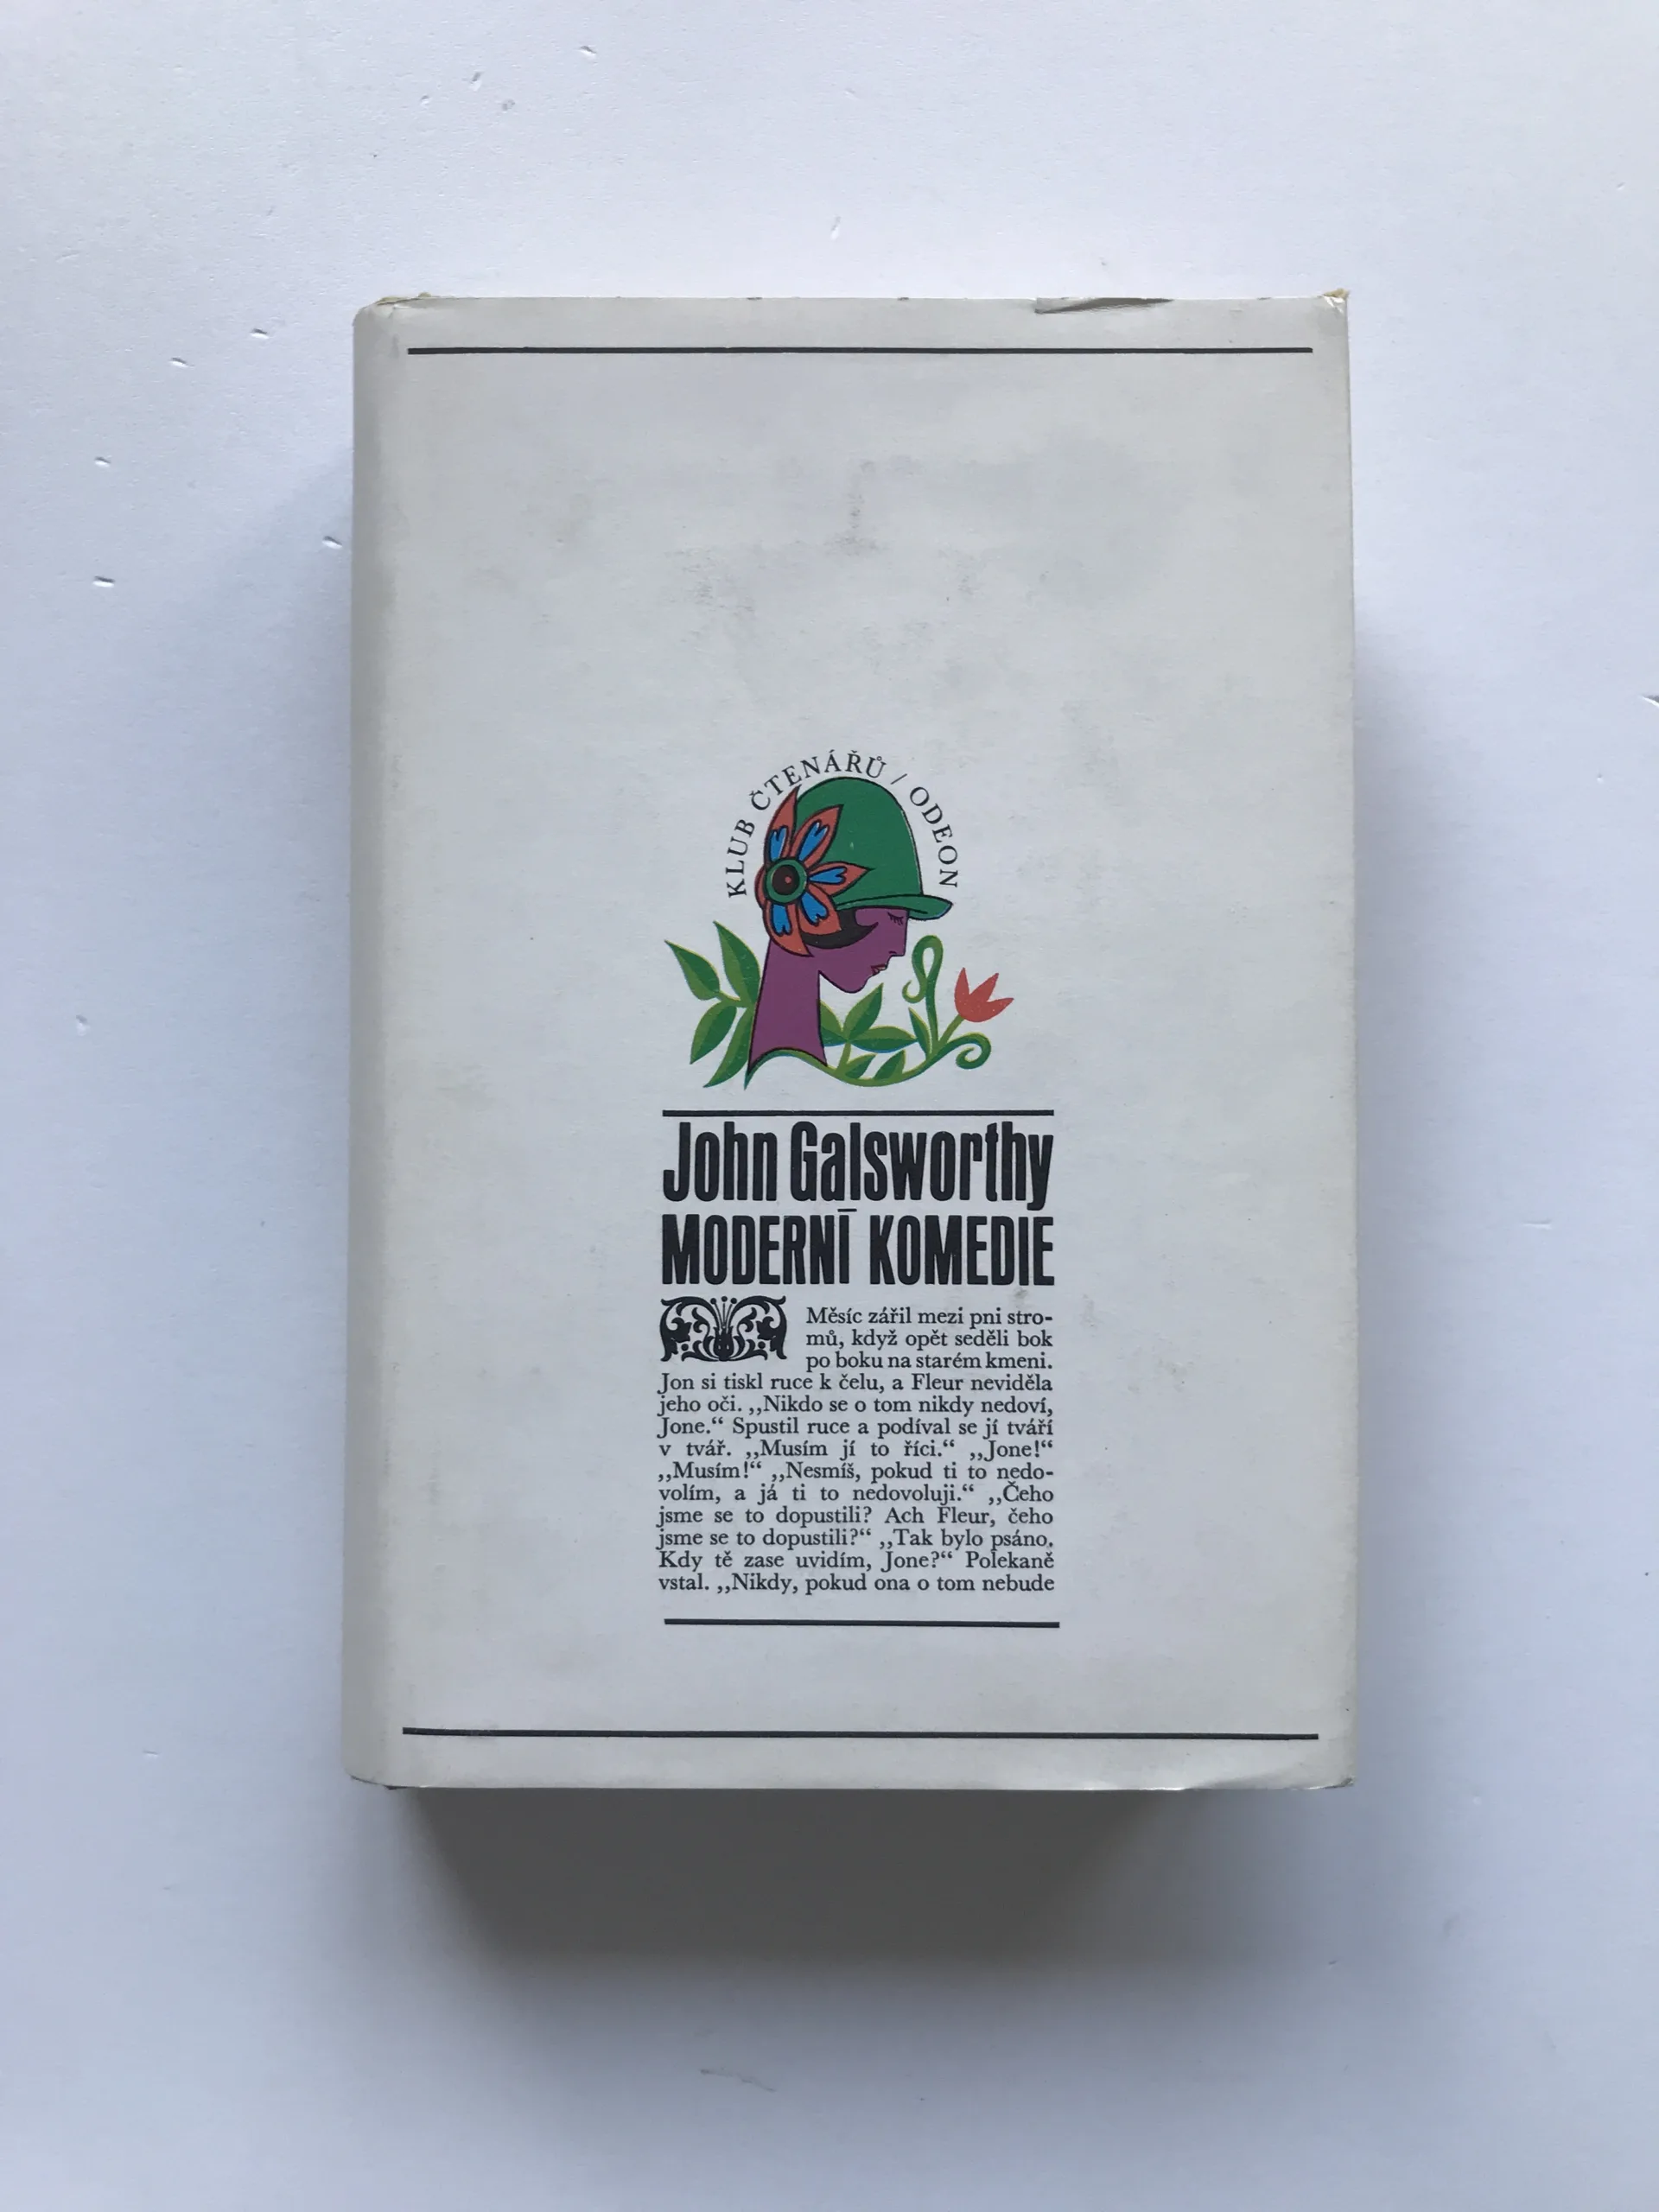 KLUB ČTENÁŘŮ / ODEON
John Galsworthy
MODERNÍ KOMEDIE
Měsíc zářil mezi pni stro-
mů, když opět seděli bok
po boku na starém kmeni.
Jon si tiskl ruce k čelu, a Fleur neviděla
jeho oči. ,,Nikdo se o tom nikdy nedoví,
Jone.“ Spustil ruce a podíval se jí tváří
v tvář. ,,Musím jí to říci.“ ,,Jone!“
,,Musím!“ ,,Nesmíš, pokud ti to nedo-
volím, a já ti to nedovoluji.“ ,,Čeho
jsme se to dopustili? Ach Fleur, čeho
jsme se to dopustili?“ ,,Tak bylo psáno.
Kdy tě zase uvidím, Jone?“ Polekaně
vstal. ,,Nikdy, pokud ona o tom nebude